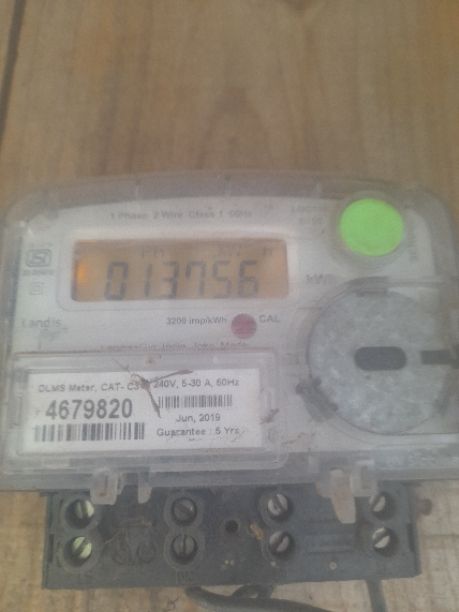 1 Phase 2 Wire Class 1 50Hz
013756
kWh
Landis
3200 imp/kWh CAL
DLMS Meter, CAT- C3 240V, 5-30 A, 50Hz
4679820
Jun, 2019
Guarantee : 5 Yrs